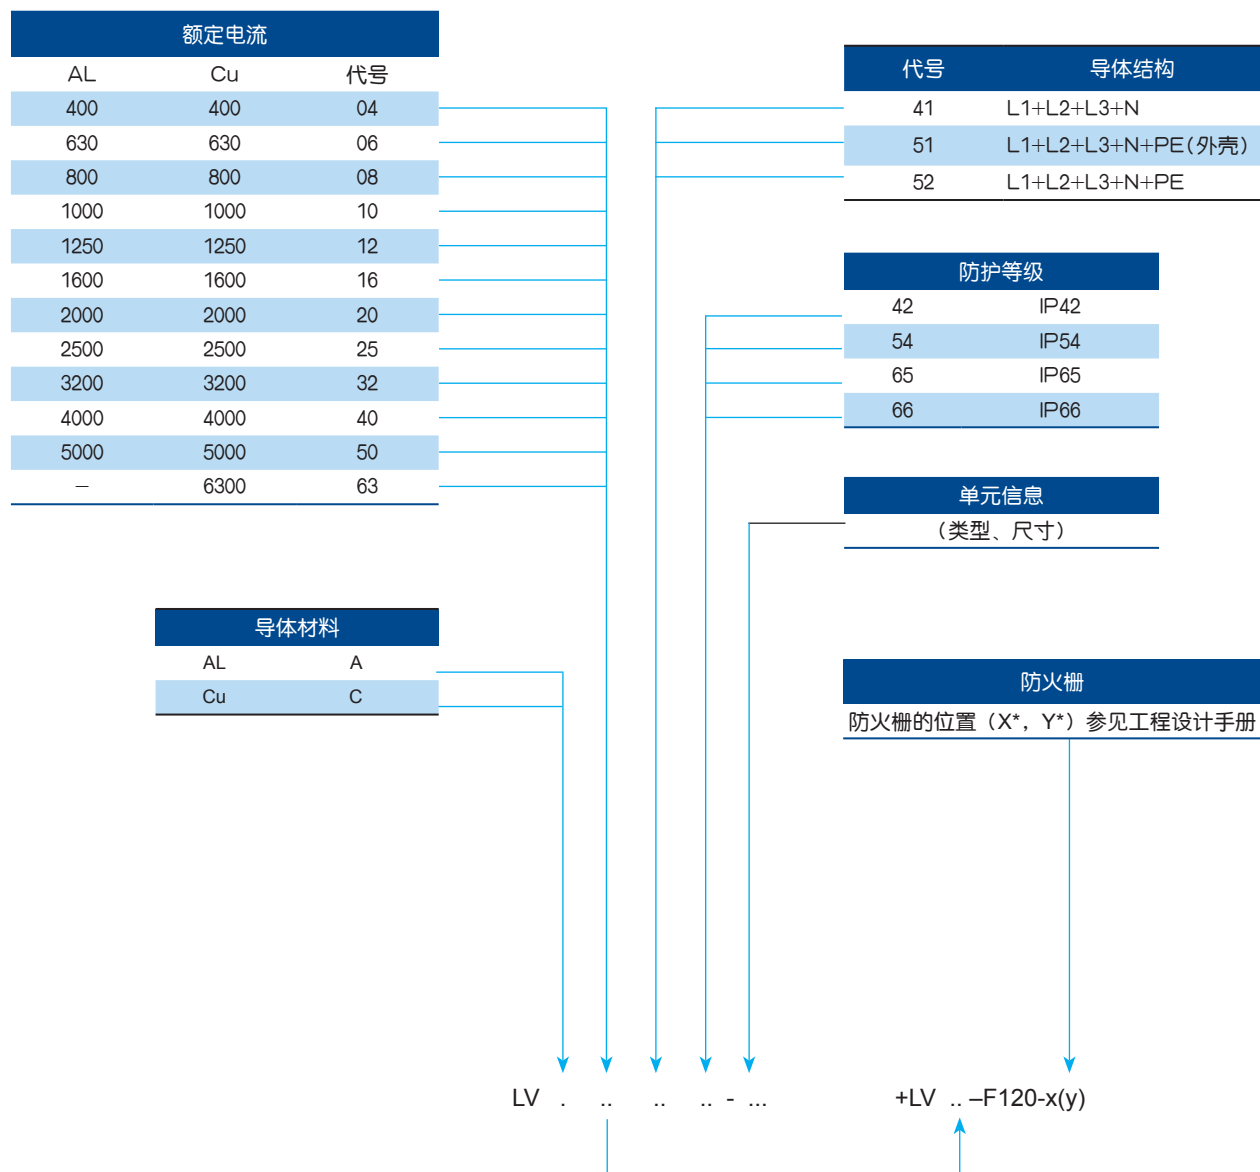 额定电流
AL Cu 代号
400 400 04
630 630 06
800 800 08
1000 1000 10
1250 1250 12
1600 1600 16
2000 2000 20
2500 2500 25
3200 3200 32
4000 4000 40
5000 5000 50
— 6300 63
代号 导体结构
41 L1+L2+L3+N
51 L1+L2+L3+N+PE(外壳)
52 L1+L2+L3+N+PE
防护等级
42 IP42
54 IP54
65 IP65
66 IP66
单元信息
(类型、尺寸)
导体材料
AL A
Cu C
防火栅
防火栅的位置（X*，Y*）参见工程设计手册
LV . .. .. .. - ... +LV .. –F120-x(y)